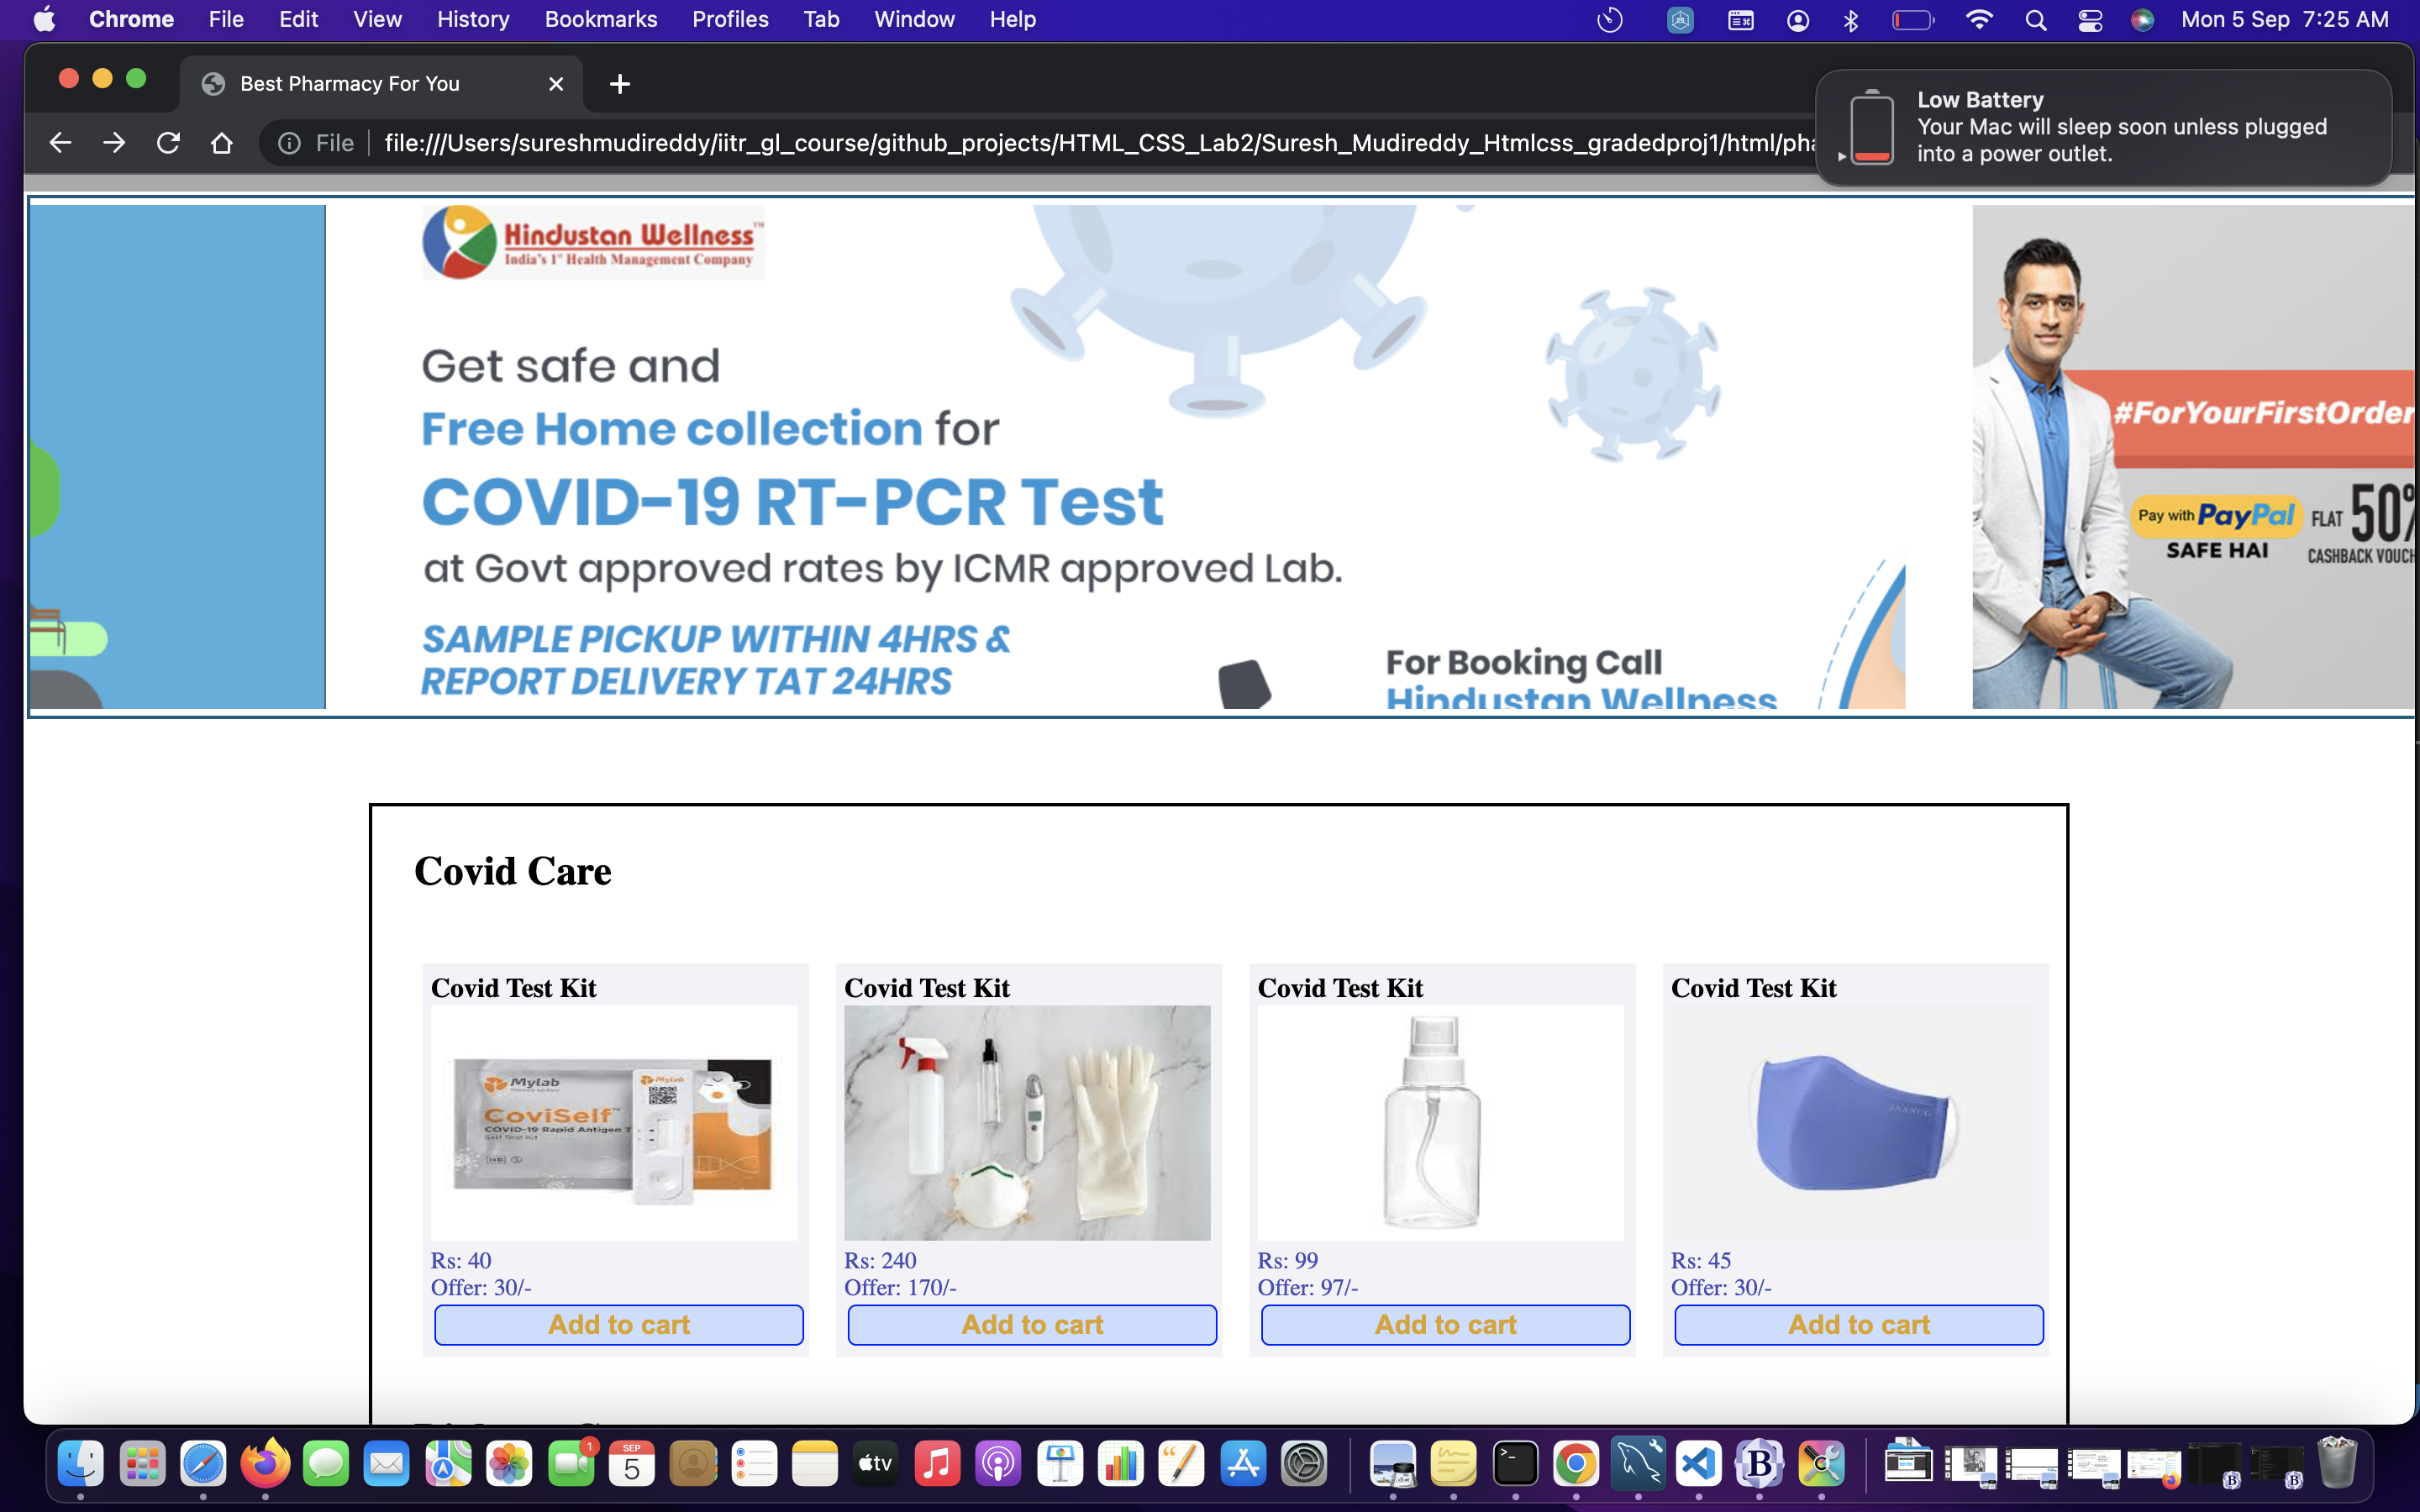 Chrome File Edit View History Bookmarks Profiles Tab Window Help Mon 5 Sep 7:25 AM
Best Pharmacy For You
Low Battery
Your Mac will sleep soon unless plugged
into a power outlet.
File file:///Users/sureshmudireddy/iitr_gl_course/github_projects/HTML_CSS_Lab2/Suresh_Mudireddy_Htmlcss_gradedproj1/html/pha
Hindustan Wellness™
India's 1st Health Management Company
Get safe and
Free Home collection for
COVID-19 RT-PCR Test
at Govt approved rates by ICMR approved Lab.
SAMPLE PICKUP WITHIN 4HRS &
REPORT DELIVERY TAT 24HRS
For Booking Call
Hindustan Wellness
#ForYourFirstOrder
Pay with PayPal
SAFE HAI
FLAT 50%
CASHBACK VOUCH
Covid Care
Covid Test Kit Covid Test Kit Covid Test Kit Covid Test Kit
Mylab
CoviSelf™
COVID-19 Rapid Antigen T
Self Test Kit
Mylab
Rs: 40 Rs: 240 Rs: 99 Rs: 45
Offer: 30/- Offer: 170/- Offer: 97/- Offer: 30/-
Add to cart Add to cart Add to cart Add to cart
1
SEP
5
tv
B